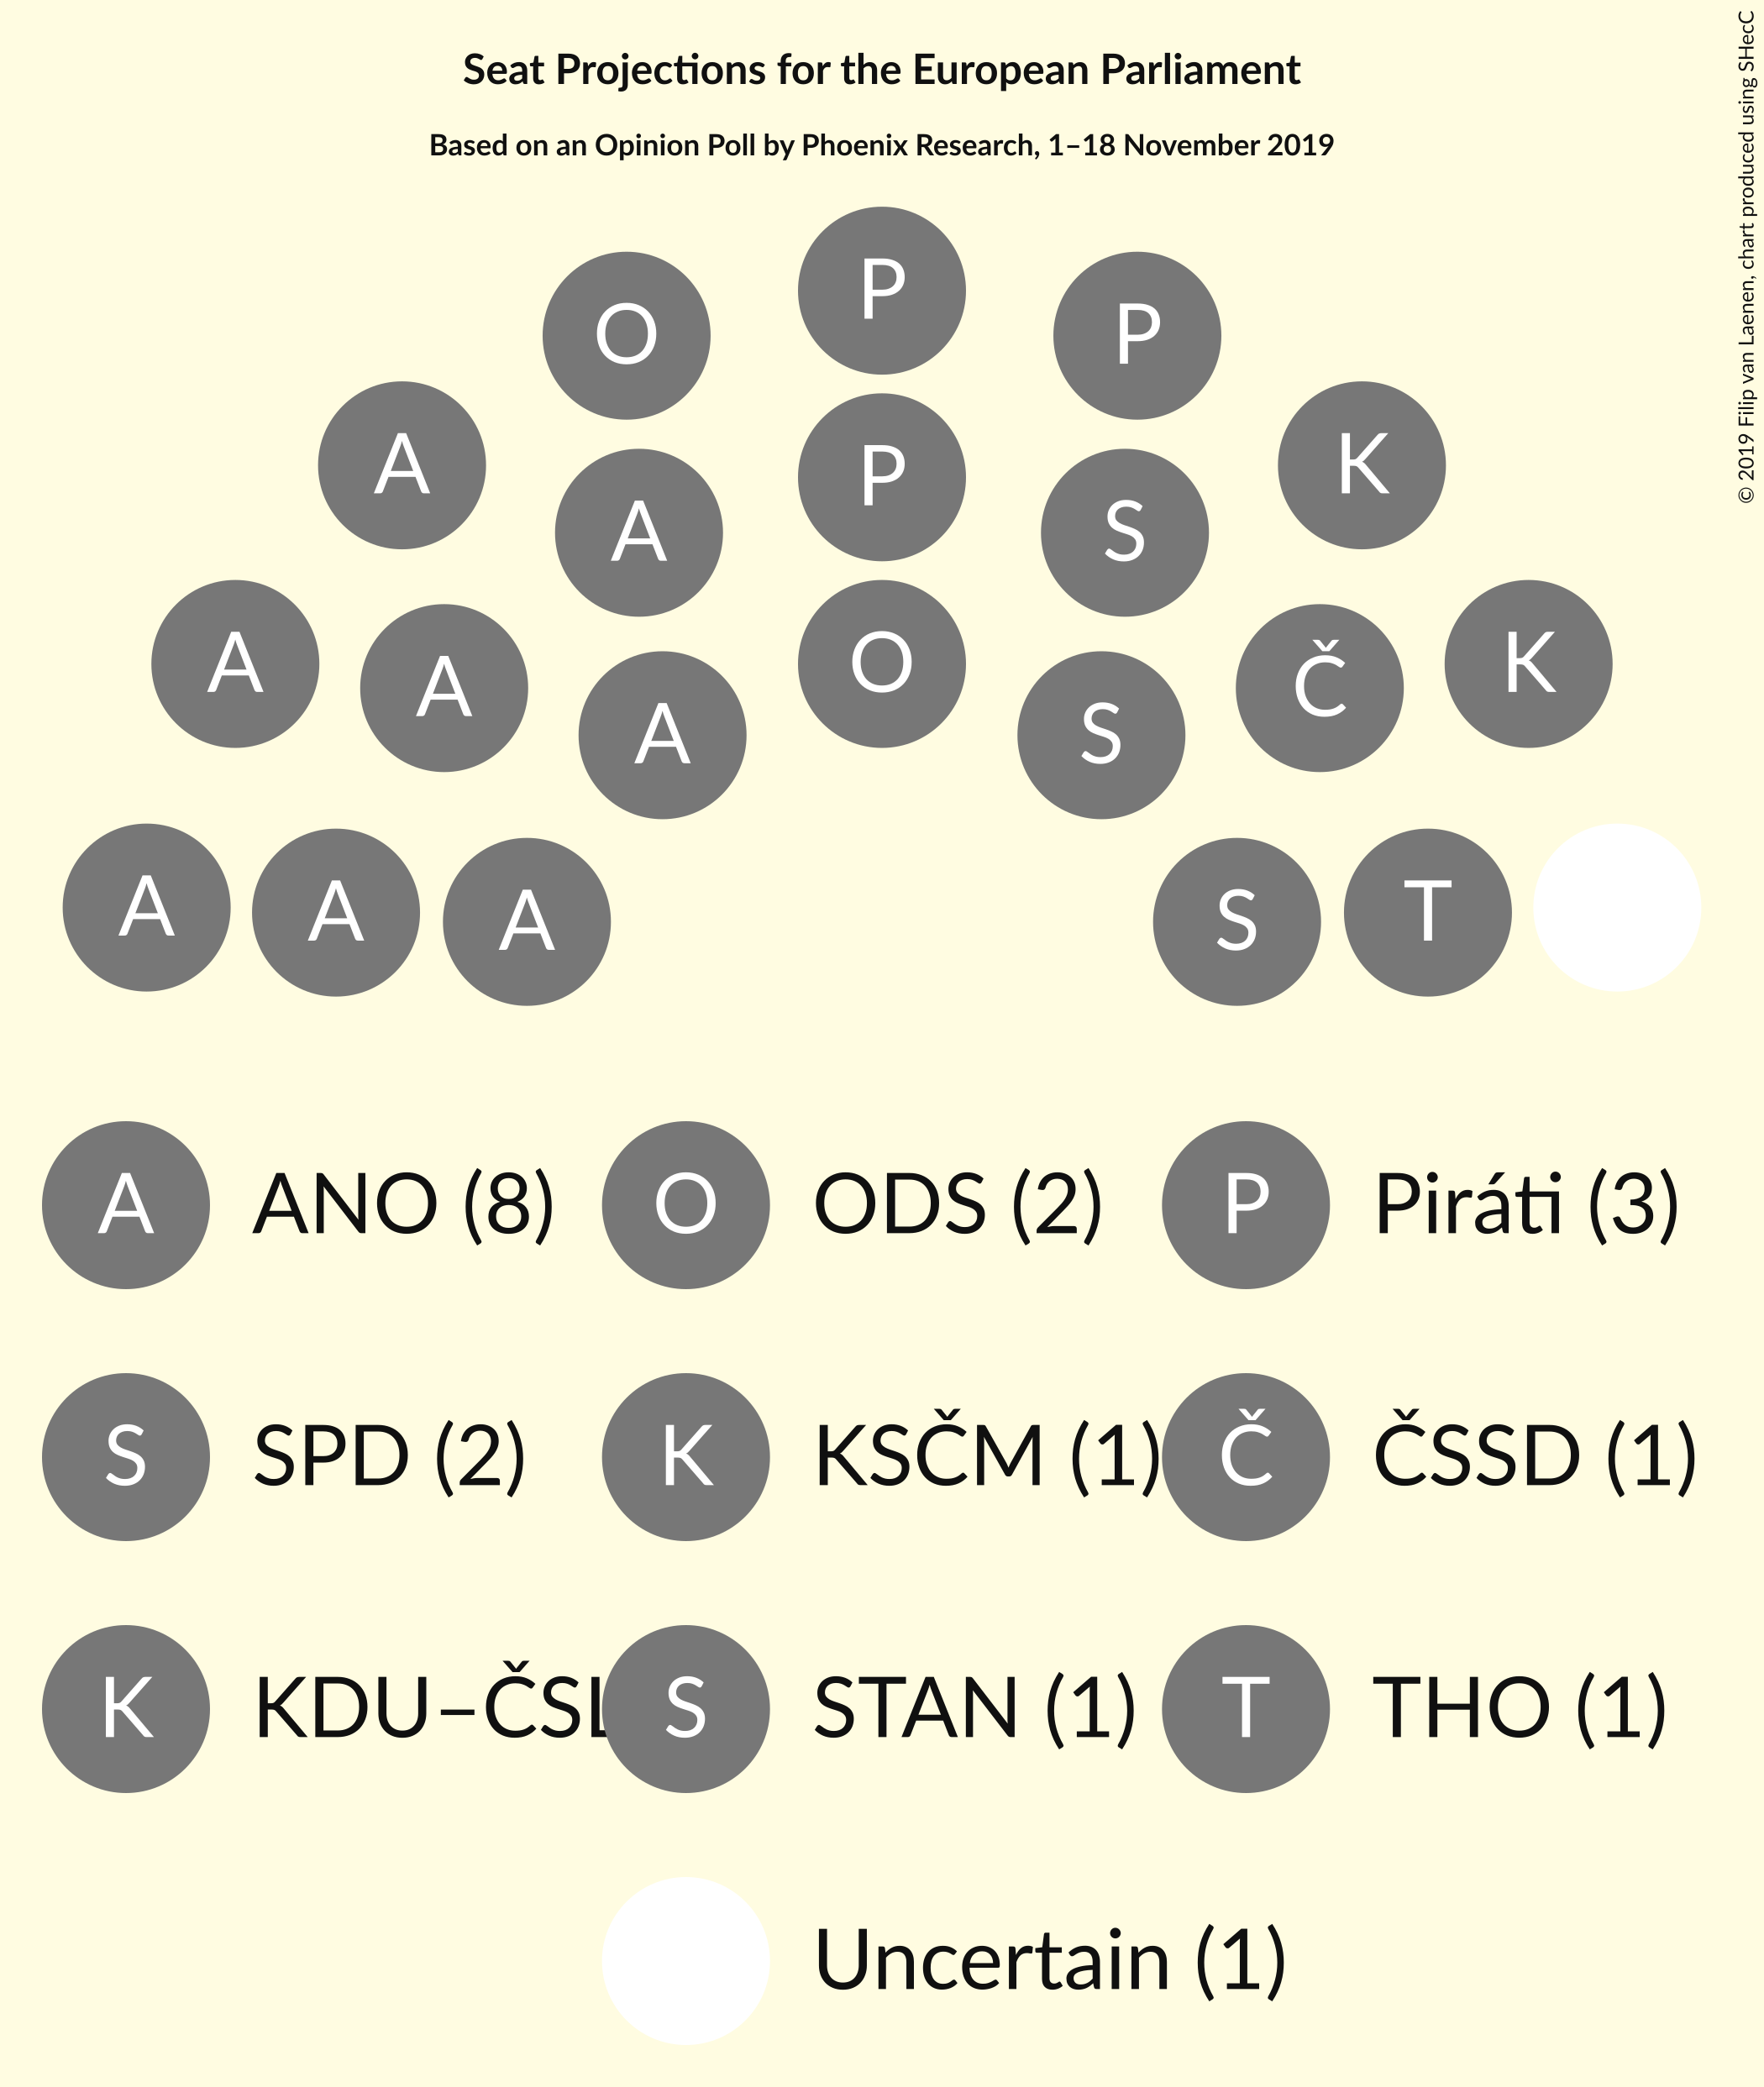 Seat Projections for the European Parliament
Based on an Opinion Poll by Phoenix Research, 1–18 November 2019
© 2019 Filip van Laenen, chart produced using SHecC
P
O P
A K
P
A S
A K
O
A Č
A S
A A A S T
A ANO (8) O ODS (2) P Piráti (3)
S SPD (2) K KSČM (1) Č ČSSD (1)
K KDU–ČSL S STAN (1) T THO (1)
Uncertain (1)